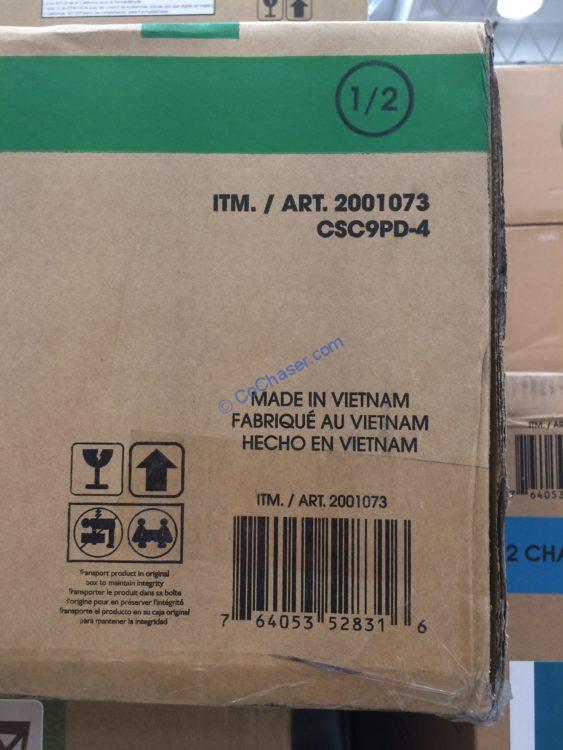 1/2
ITM. / ART. 2001073
CSC9PD-4
© CoChaser.com
MADE IN VIETNAM
FABRIQUÉ AU VIETNAM
HECHO EN VIETNAM
ITM. / ART. 2001073
7 64053 52831 6
Transport product in original
box to maintain integrity
Transporter le produit dans sa boîte
d'origine pour en préserver l'intégrité
Transporte el producto en su caja original
para mantener la integridad
ITM. / AR
64053
2 CHA